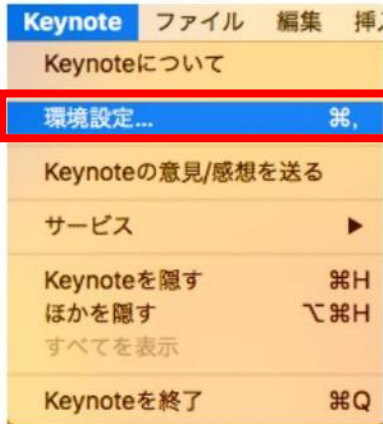 Keynote ファイル 編集 挿
Keynoteについて
環境設定... ⌘,
Keynoteの意見/感想を送る
サービス ▶
Keynoteを隠す ⌘H
ほかを隠す ⌥⌘H
すべてを表示
Keynoteを終了 ⌘Q